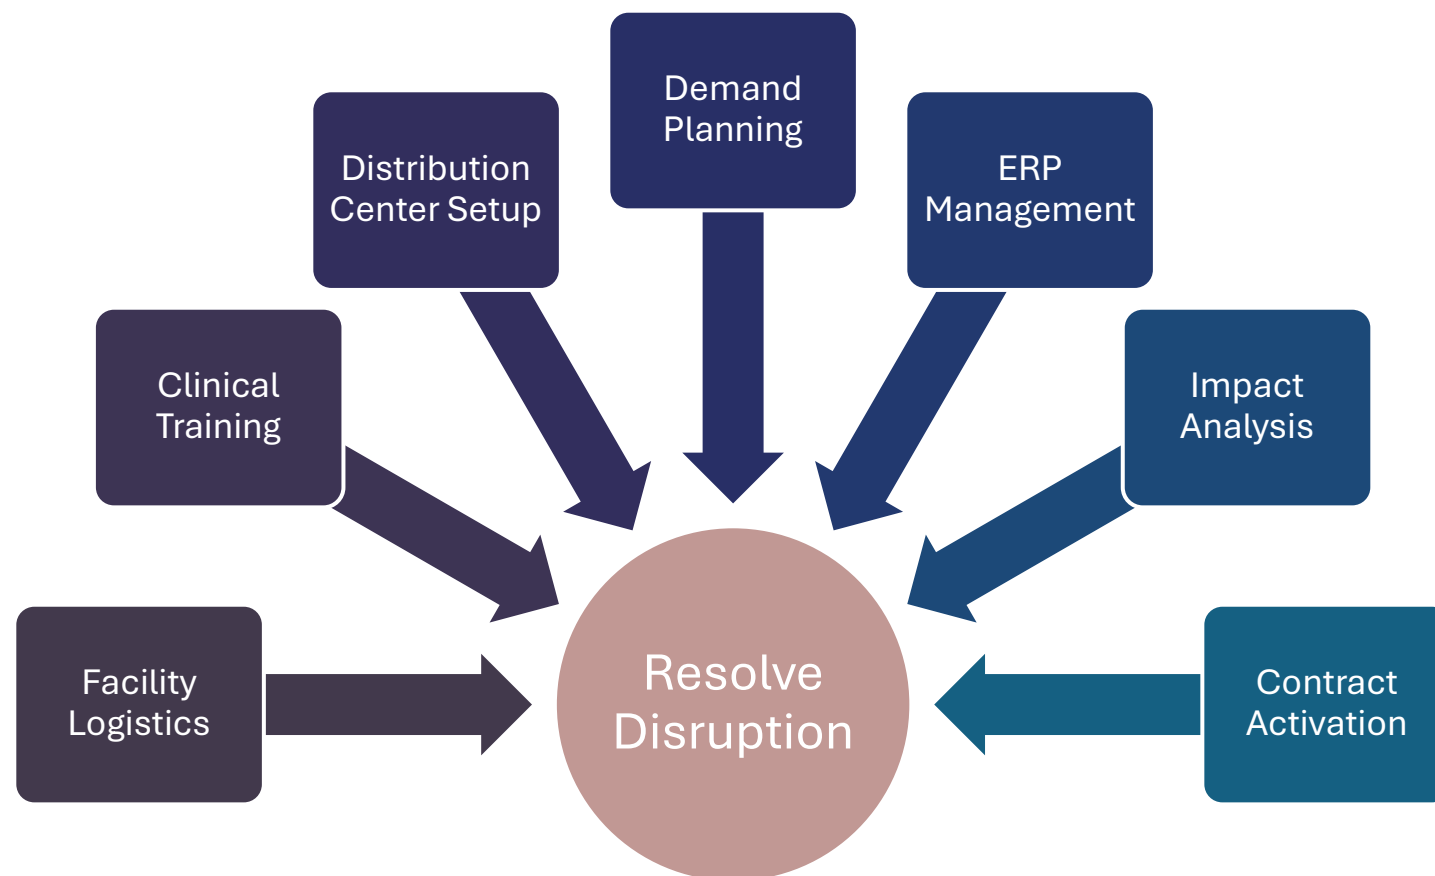 Demand
Planning
Distribution
Center Setup
ERP
Management
Clinical
Training
Impact
Analysis
Facility
Logistics
Resolve
Disruption
Contract
Activation